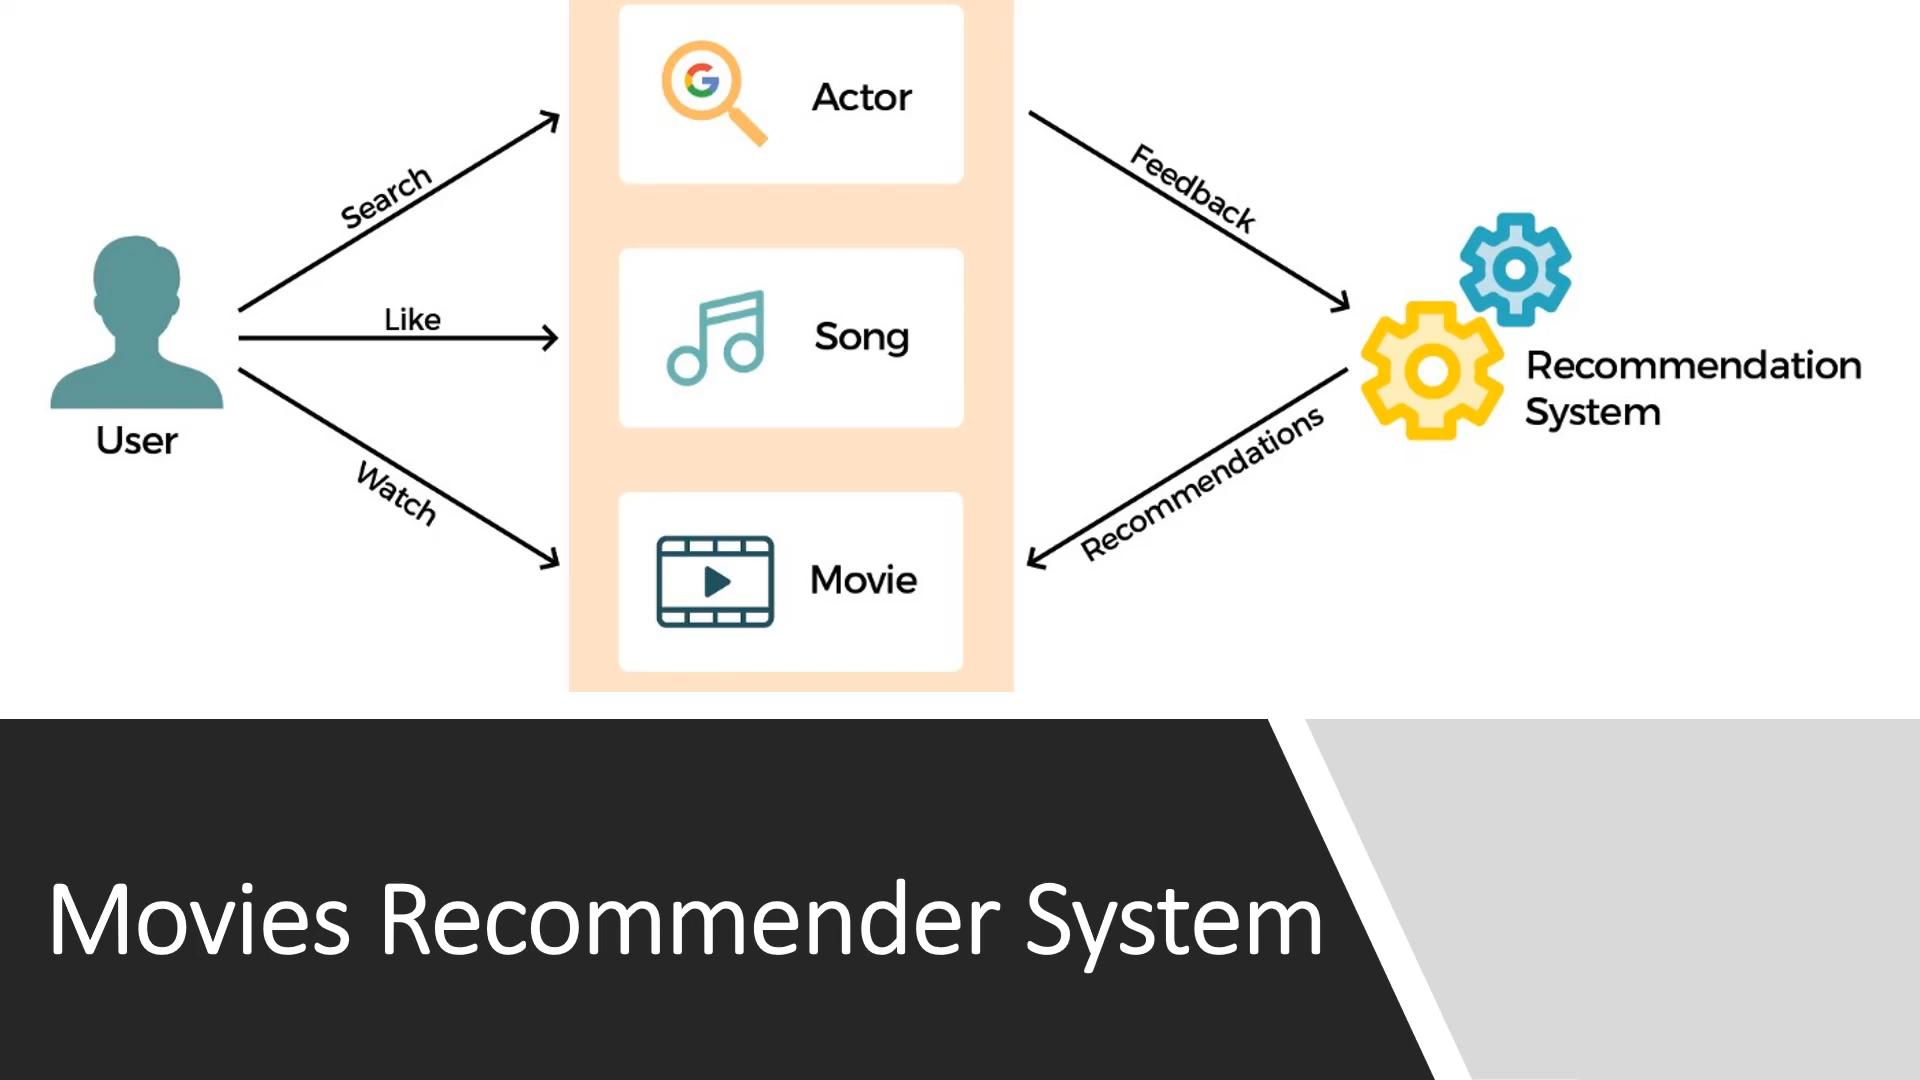 Actor
Search
Feedback
Like
Song
Recommendation
System
User
Watch
Recommendations
Movie
Movies Recommender System